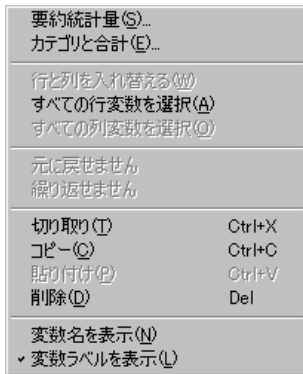 要約統計量(S)...
カテゴリと合計(E)...
行と列を入れ替える(W)
すべての行変数を選択(A)
すべての列変数を選択(O)
元に戻せません
繰り返せません
切り取り(T) Ctrl+X
コピー(C) Ctrl+C
貼り付け(P) Ctrl+V
削除(D) Del
変数名を表示(N)
✓ 変数ラベルを表示(L)